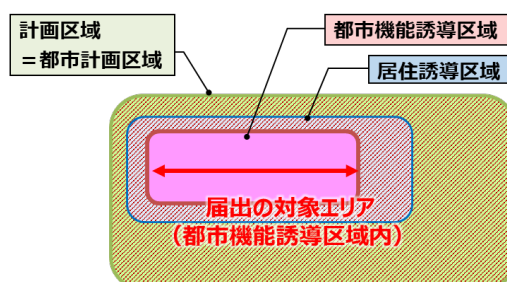 計画区域
＝都市計画区域
都市機能誘導区域
居住誘導区域
届出の対象エリア
（都市機能誘導区域内）